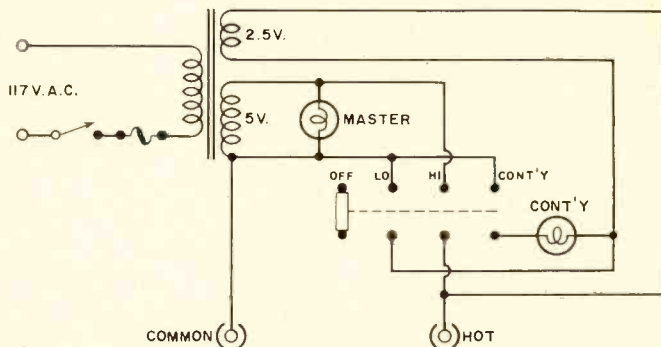 2.5V.
117 V. A.C.
5V.
MASTER
OFF LO HI CONT'Y
CONT'Y
COMMON HOT